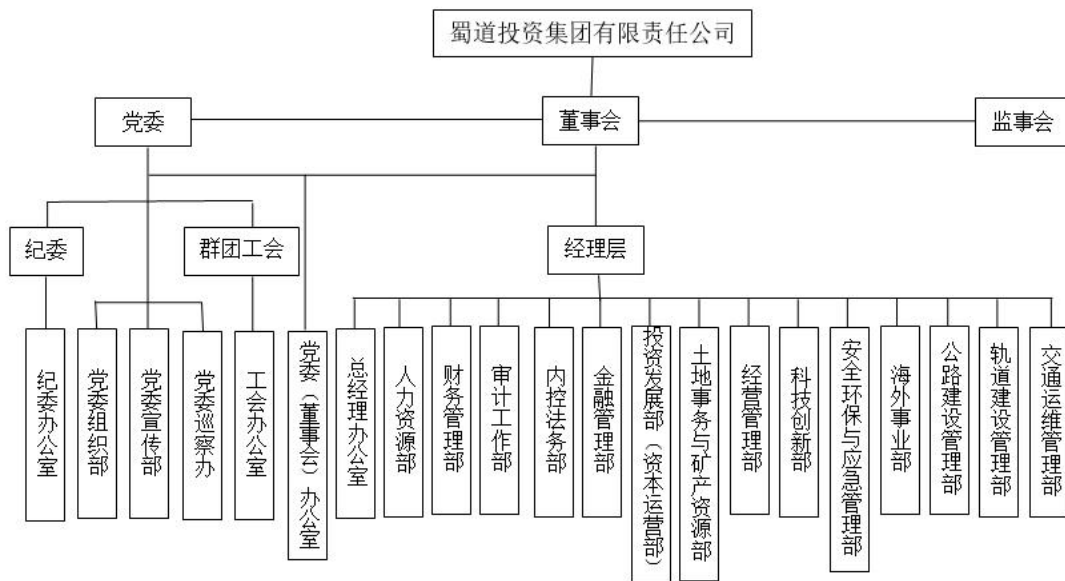 蜀道投资集团有限责任公司
党委
董事会
监事会
纪委
群团工会
经理层
纪委办公室
党委组织部
党委宣传部
党委巡察办
工会办公室
党委（董事会）办公室
总经理办公室
人力资源部
财务管理部
审计工作部
内控法务部
金融管理部
投资发展部（资本运营部）
土地事务与矿产资源部
经营管理部
科技创新部
安全环保与应急管理部
海外事业部
公路建设管理部
轨道建设管理部
交通运维管理部